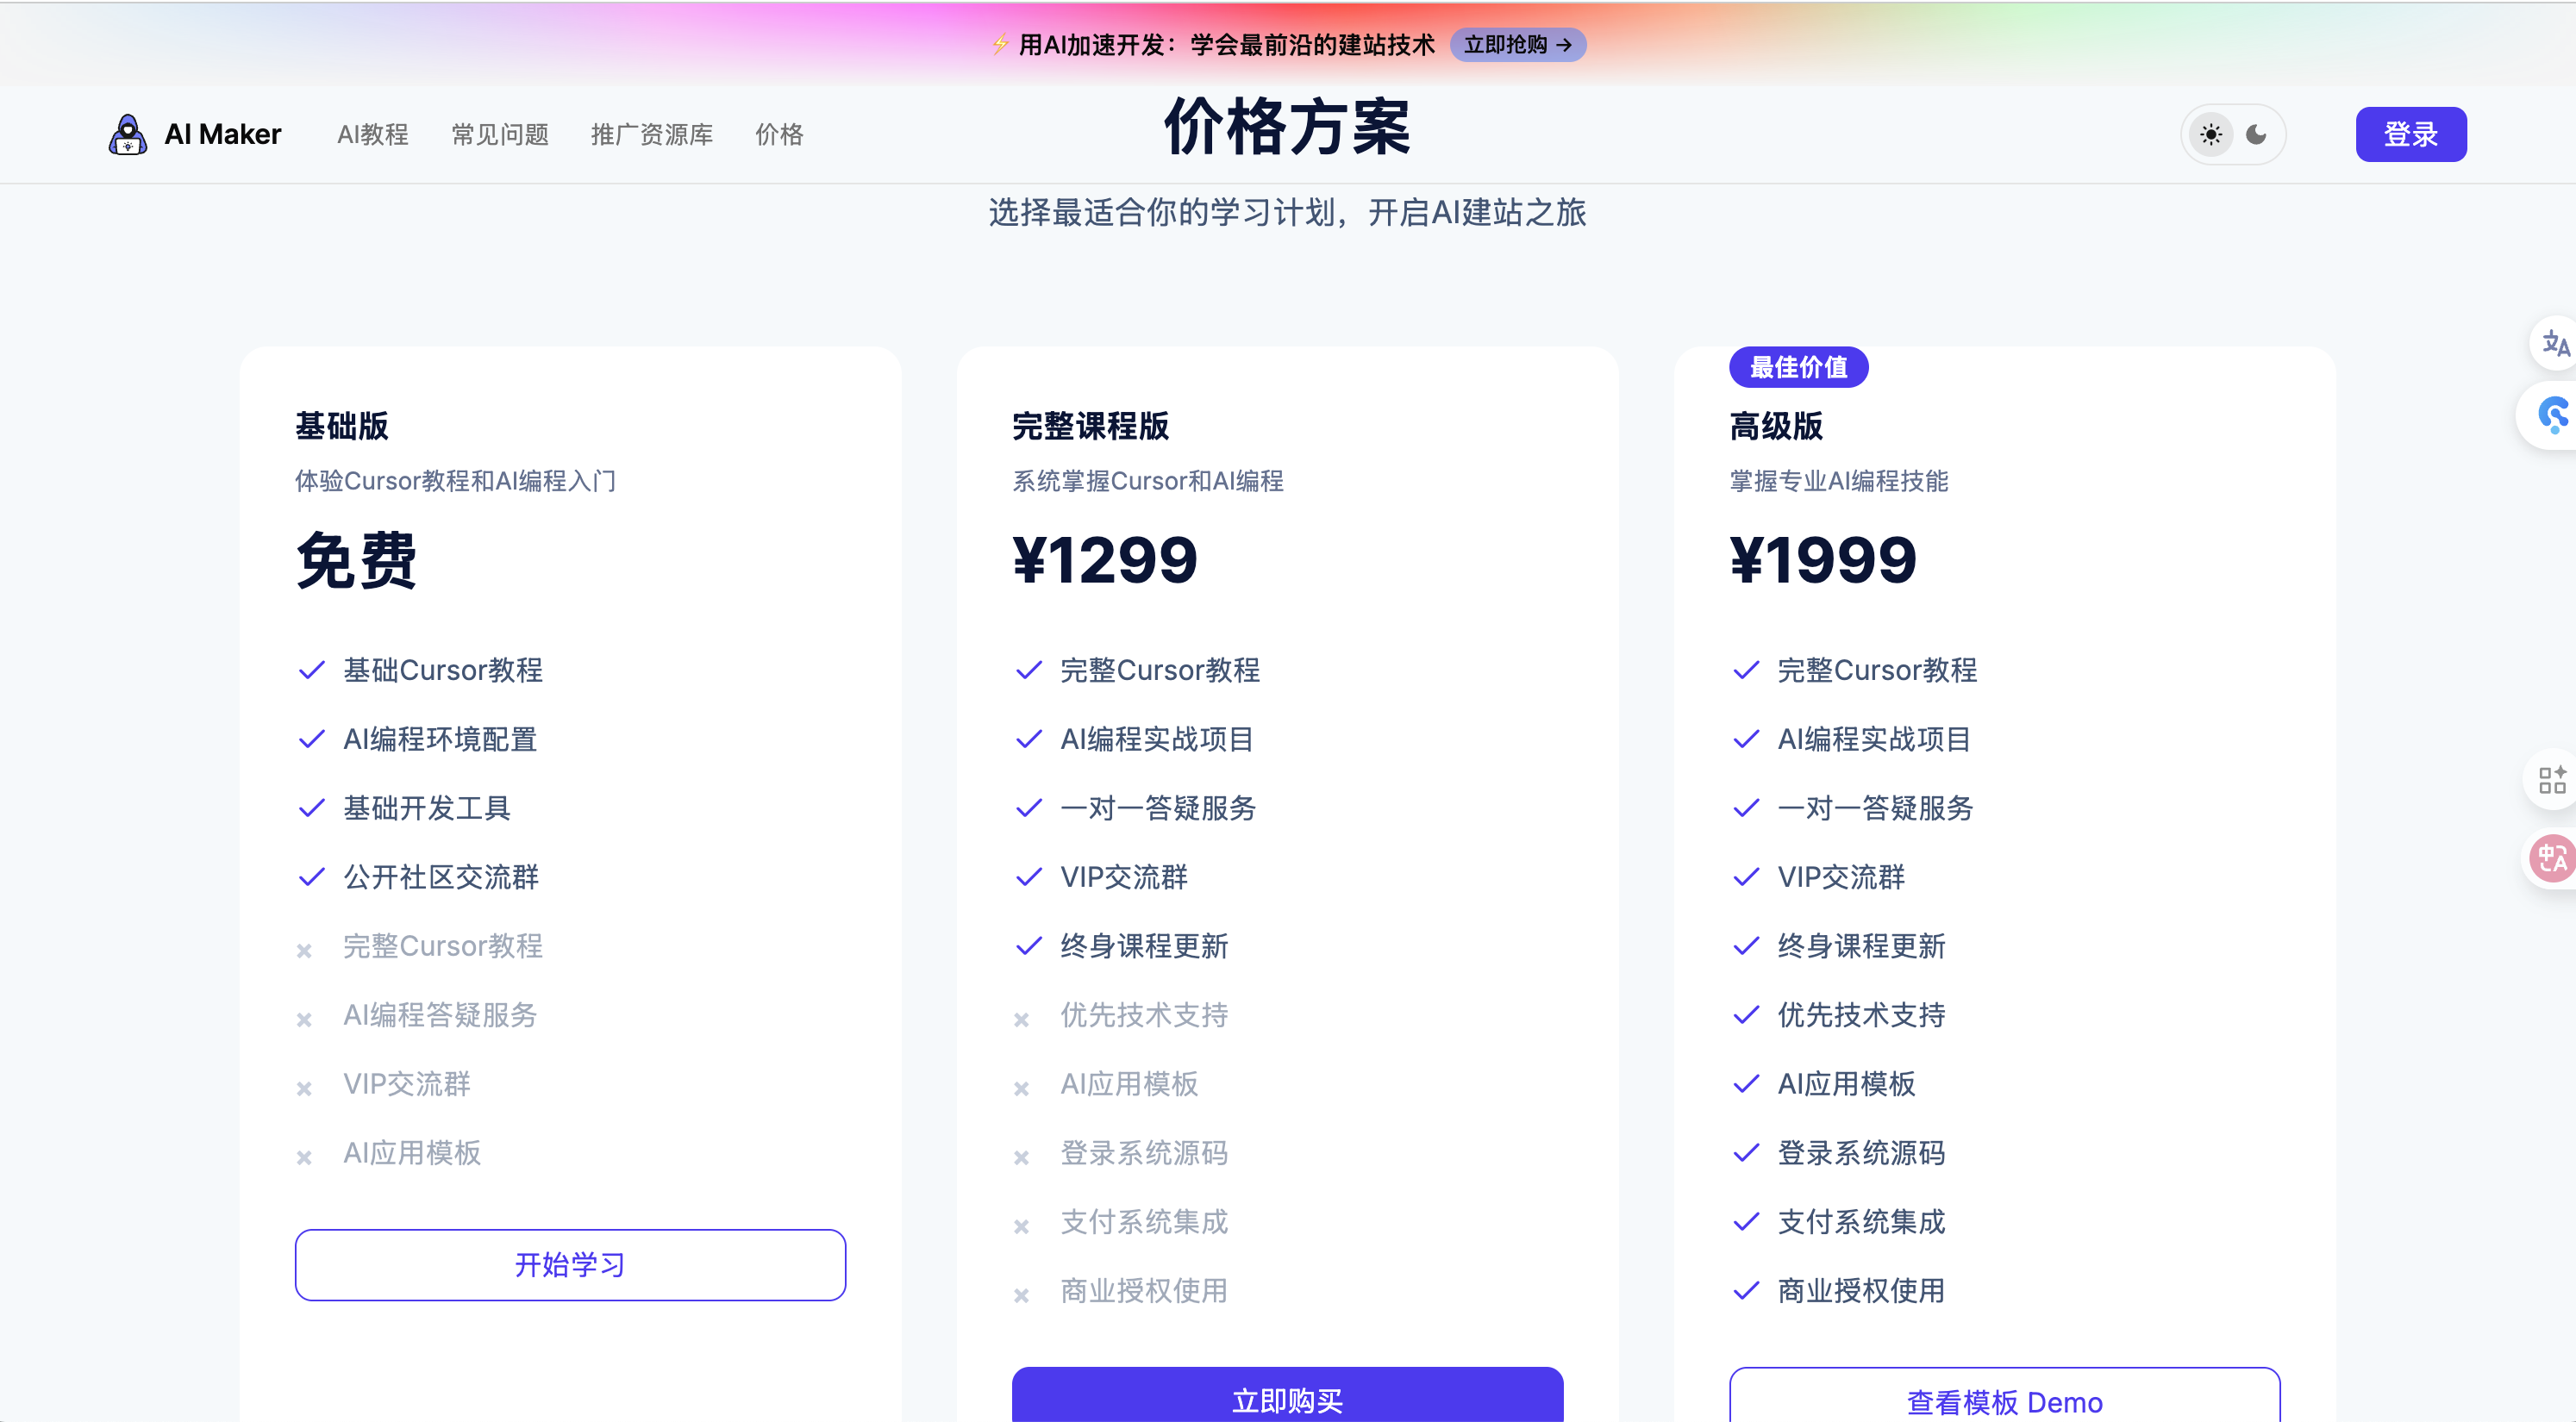 ⚡ 用AI加速开发：学会最前沿的建站技术 立即抢购 →
AI Maker AI教程 常见问题 推广资源库 价格 登录
价格方案
选择最适合你的学习计划，开启AI建站之旅
基础版
体验Cursor教程和AI编程入门
免费
基础Cursor教程
AI编程环境配置
基础开发工具
公开社区交流群
完整Cursor教程
AI编程答疑服务
VIP交流群
AI应用模板
开始学习
完整课程版
系统掌握Cursor和AI编程
¥1299
完整Cursor教程
AI编程实战项目
一对一答疑服务
VIP交流群
终身课程更新
优先技术支持
AI应用模板
登录系统源码
支付系统集成
商业授权使用
立即购买
最佳价值
高级版
掌握专业AI编程技能
¥1999
完整Cursor教程
AI编程实战项目
一对一答疑服务
VIP交流群
终身课程更新
优先技术支持
AI应用模板
登录系统源码
支付系统集成
商业授权使用
查看模板 Demo
文A
中A